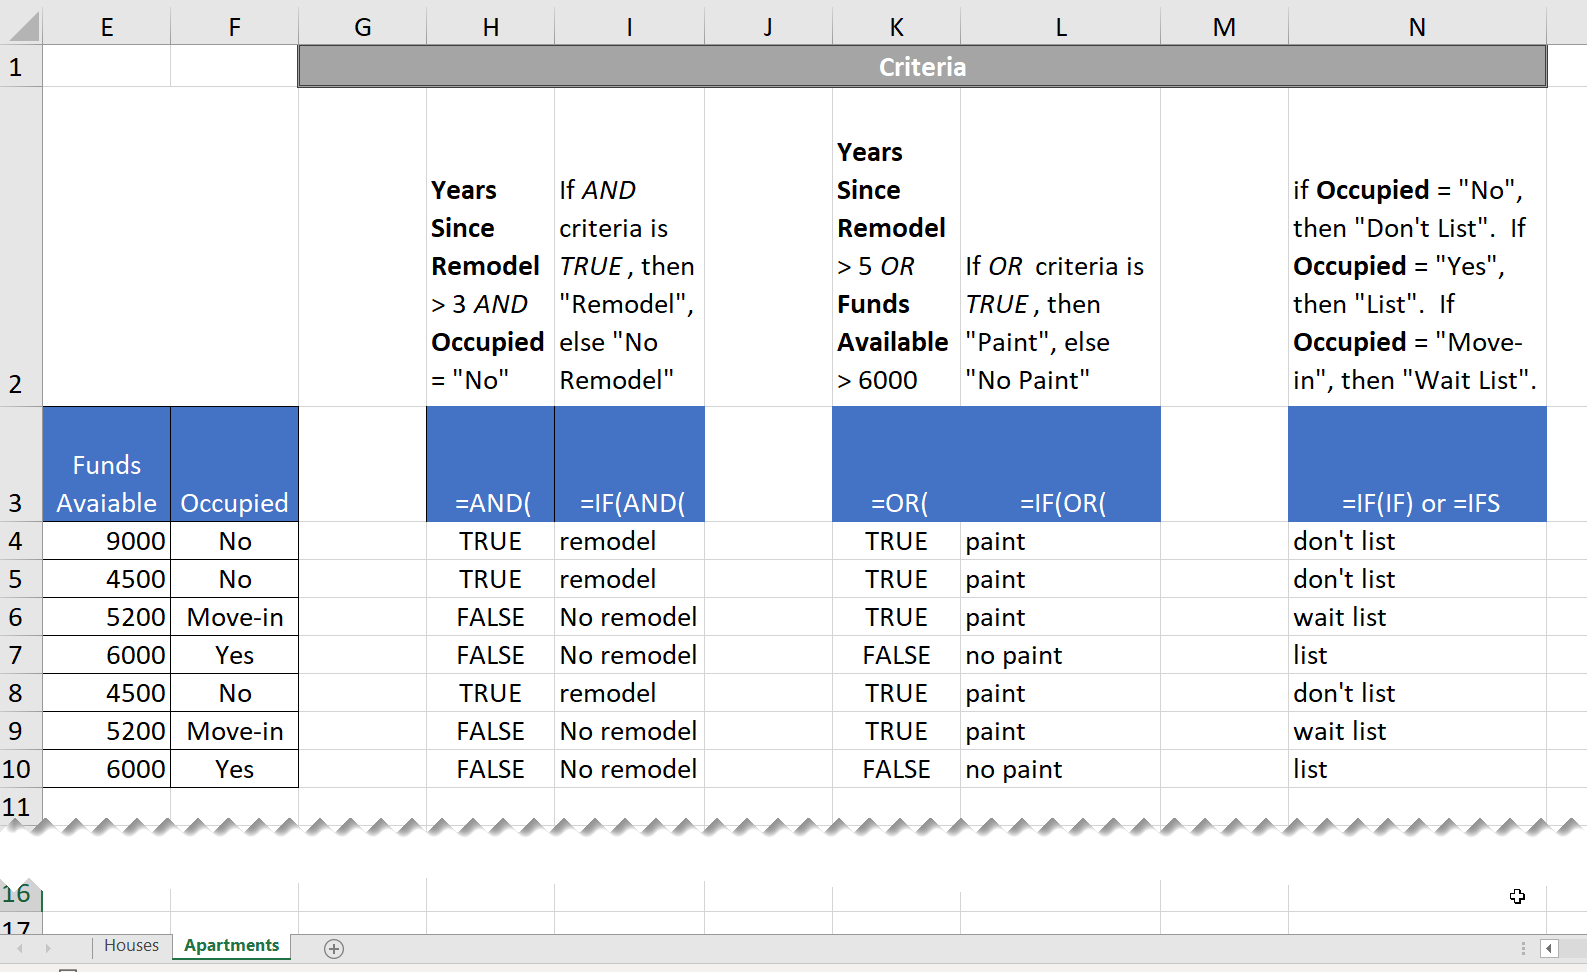 E F G H I J K L M N
1 Criteria
Years
Since
Remodel
> 3 AND
Occupied
= "No"
If AND
criteria is
TRUE , then
"Remodel",
else "No
Remodel"
Years
Since
Remodel
> 5 OR
Funds
Available
> 6000
If OR criteria is
TRUE , then
"Paint", else
"No Paint"
if Occupied = "No",
then "Don't List". If
Occupied = "Yes",
then "List". If
Occupied = "Move-
in", then "Wait List".
2
Funds
3 Avaiable Occupied =AND( =IF(AND( =OR( =IF(OR( =IF(IF) or =IFS
4 9000 No TRUE remodel TRUE paint don't list
5 4500 No TRUE remodel TRUE paint don't list
6 5200 Move-in FALSE No remodel TRUE paint wait list
7 6000 Yes FALSE No remodel FALSE no paint list
8 4500 No TRUE remodel TRUE paint don't list
9 5200 Move-in FALSE No remodel TRUE paint wait list
10 6000 Yes FALSE No remodel FALSE no paint list
11
16
17
Houses Apartments